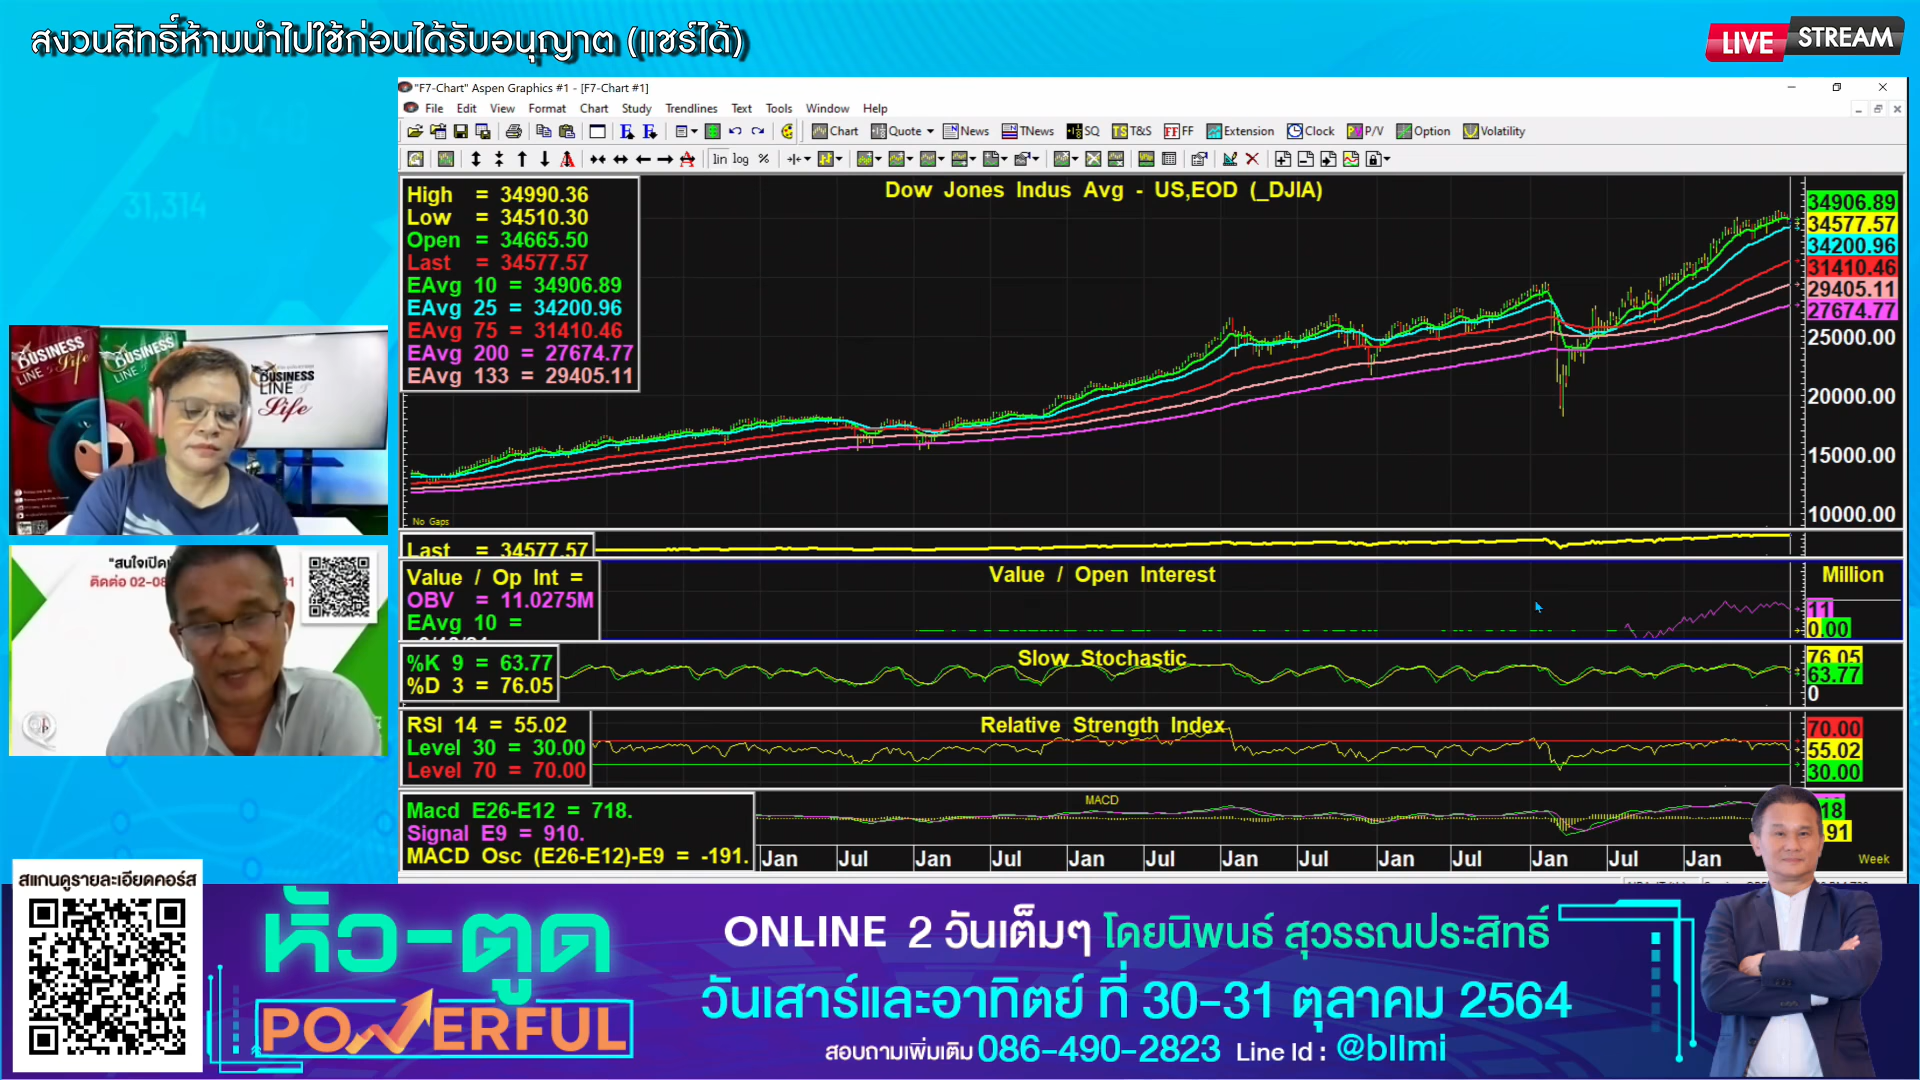 สงวนสิทธิ์ห้ามนำไปใช้ก่อนได้รับอนุญาต (แชร์ได้)
LIVE STREAM
"F7-Chart" Aspen Graphics #1 - [F7-Chart #1]
File Edit View Format Chart Study Trendlines Text Tools Window Help
Chart Quote News TNews SQ T&S FF Extension Clock P/V Option Volatility
lin log %
Dow Jones Indus Avg - US,EOD (_DJIA)
High = 34990.36
Low = 34510.30
Open = 34665.50
Last = 34577.57
EAvg 10 = 34906.89
EAvg 25 = 34200.96
EAvg 75 = 31410.46
EAvg 200 = 27674.77
EAvg 133 = 29405.11
34906.89
34577.57
34200.96
31410.46
29405.11
27674.77
25000.00
20000.00
15000.00
10000.00
No Gaps
Last = 34577.57
Value / Op Int =
OBV = 11.0275M
EAvg 10 =
Value / Open Interest
Million
11
0.00
%K 9 = 63.77
%D 3 = 76.05
Slow Stochastic
76.05
63.77
0
RSI 14 = 55.02
Level 30 = 30.00
Level 70 = 70.00
Relative Strength Index
70.00
55.02
30.00
Macd E26-E12 = 718.
Signal E9 = 910.
MACD Osc (E26-E12)-E9 = -191.
MACD
18
91
Jan Jul Jan Jul Jan Jul Jan Jul Jan Jul Jan Jul Jan
Week
BUSINESS LINE Life
BUSINESS LINE
BUSINESS LINE Life
"สนใจเปิด
ติดต่อ 02-08
31
สแกนดูรายละเอียดคอร์ส
หัว-ตูด
POWERFUL
ONLINE 2 วันเต็มๆ โดยนิพนธ์ สุวรรณประสิทธิ์
วันเสาร์และอาทิตย์ ที่ 30-31 ตุลาคม 2564
สอบถามเพิ่มเติม 086-490-2823 Line Id : @bllmi